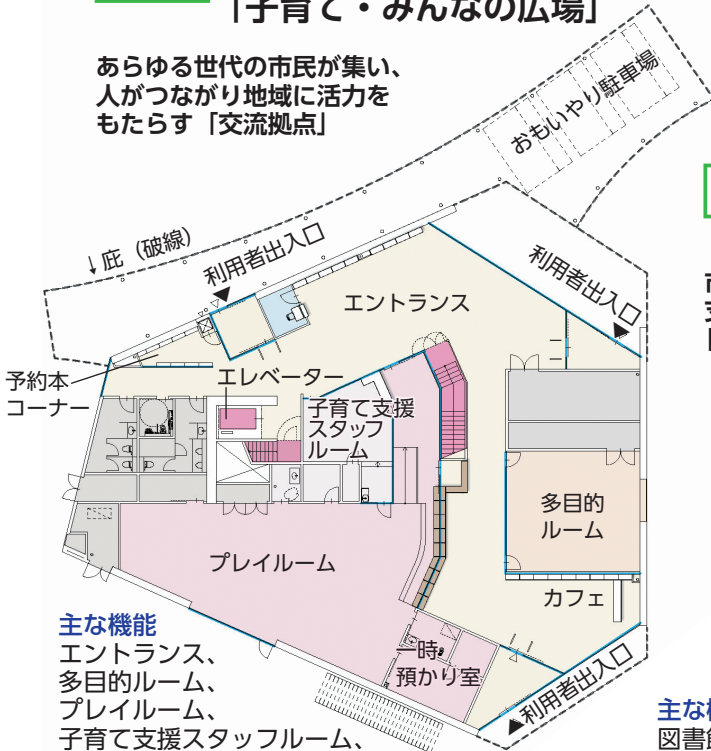 「子育て・みんなの広場」
あらゆる世代の市民が集い、
人がつながり地域に活力を
もたらす「交流拠点」
おもいやり駐車場
↓庇（破線）
利用者出入口
利用者出入口
エントランス
予約本
コーナー
エレベーター
子育て支援
スタッフ
ルーム
多目的
ルーム
プレイルーム
カフェ
一時
預かり室
利用者出入口
主な機能
エントランス、
多目的ルーム、
プレイルーム、
子育て支援スタッフルーム、
主な
図書